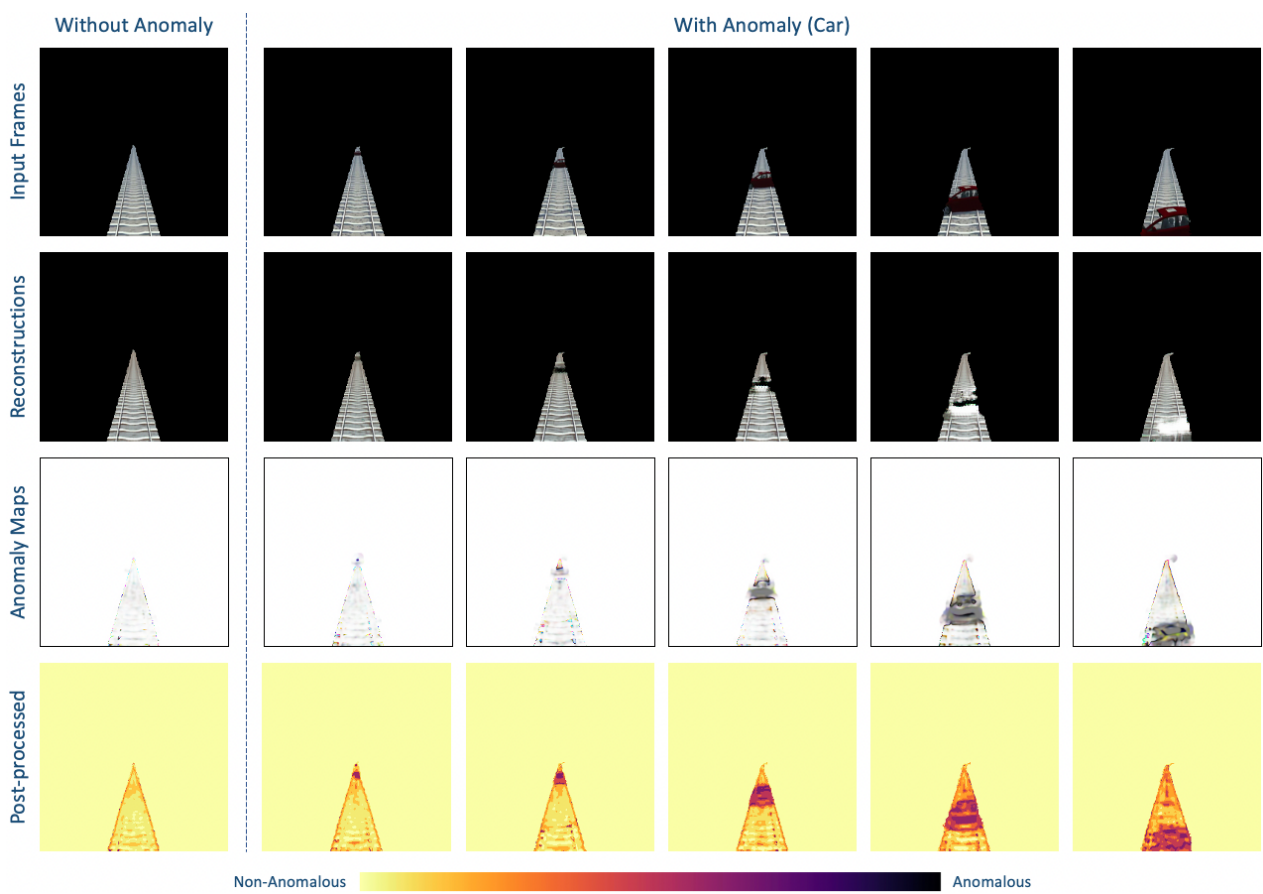 Without Anomaly
With Anomaly (Car)
Input Frames
Reconstructions
Anomaly Maps
Post-processed
Non-Anomalous
Anomalous